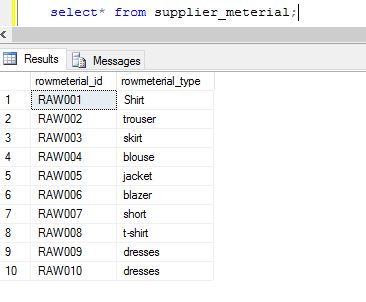 select* from supplier_meterial;
Results Messages
rowmeterial_id rowmeterial_type
1 RAW001 Shirt
2 RAW002 trouser
3 RAW003 skirt
4 RAW004 blouse
5 RAW005 jacket
6 RAW006 blazer
7 RAW007 short
8 RAW008 t-shirt
9 RAW009 dresses
10 RAW010 dresses